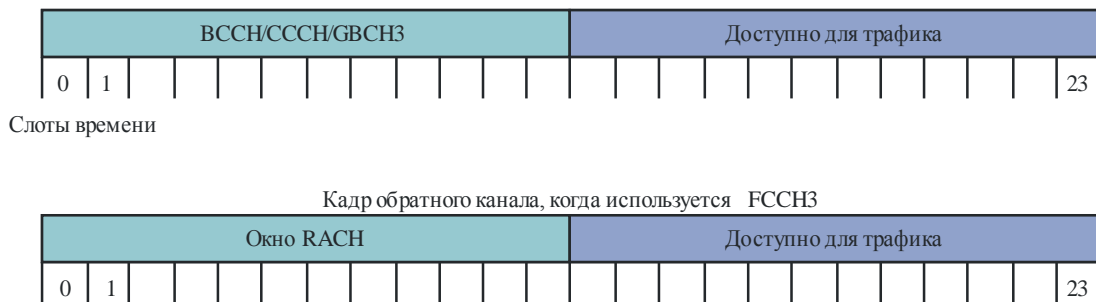 BCCH/CCCH/GBCH3 Доступно для трафика
0 1 23
Слоты времени
Кадр обратного канала, когда используется FCCH3
Окно RACH Доступно для трафика
0 1 23